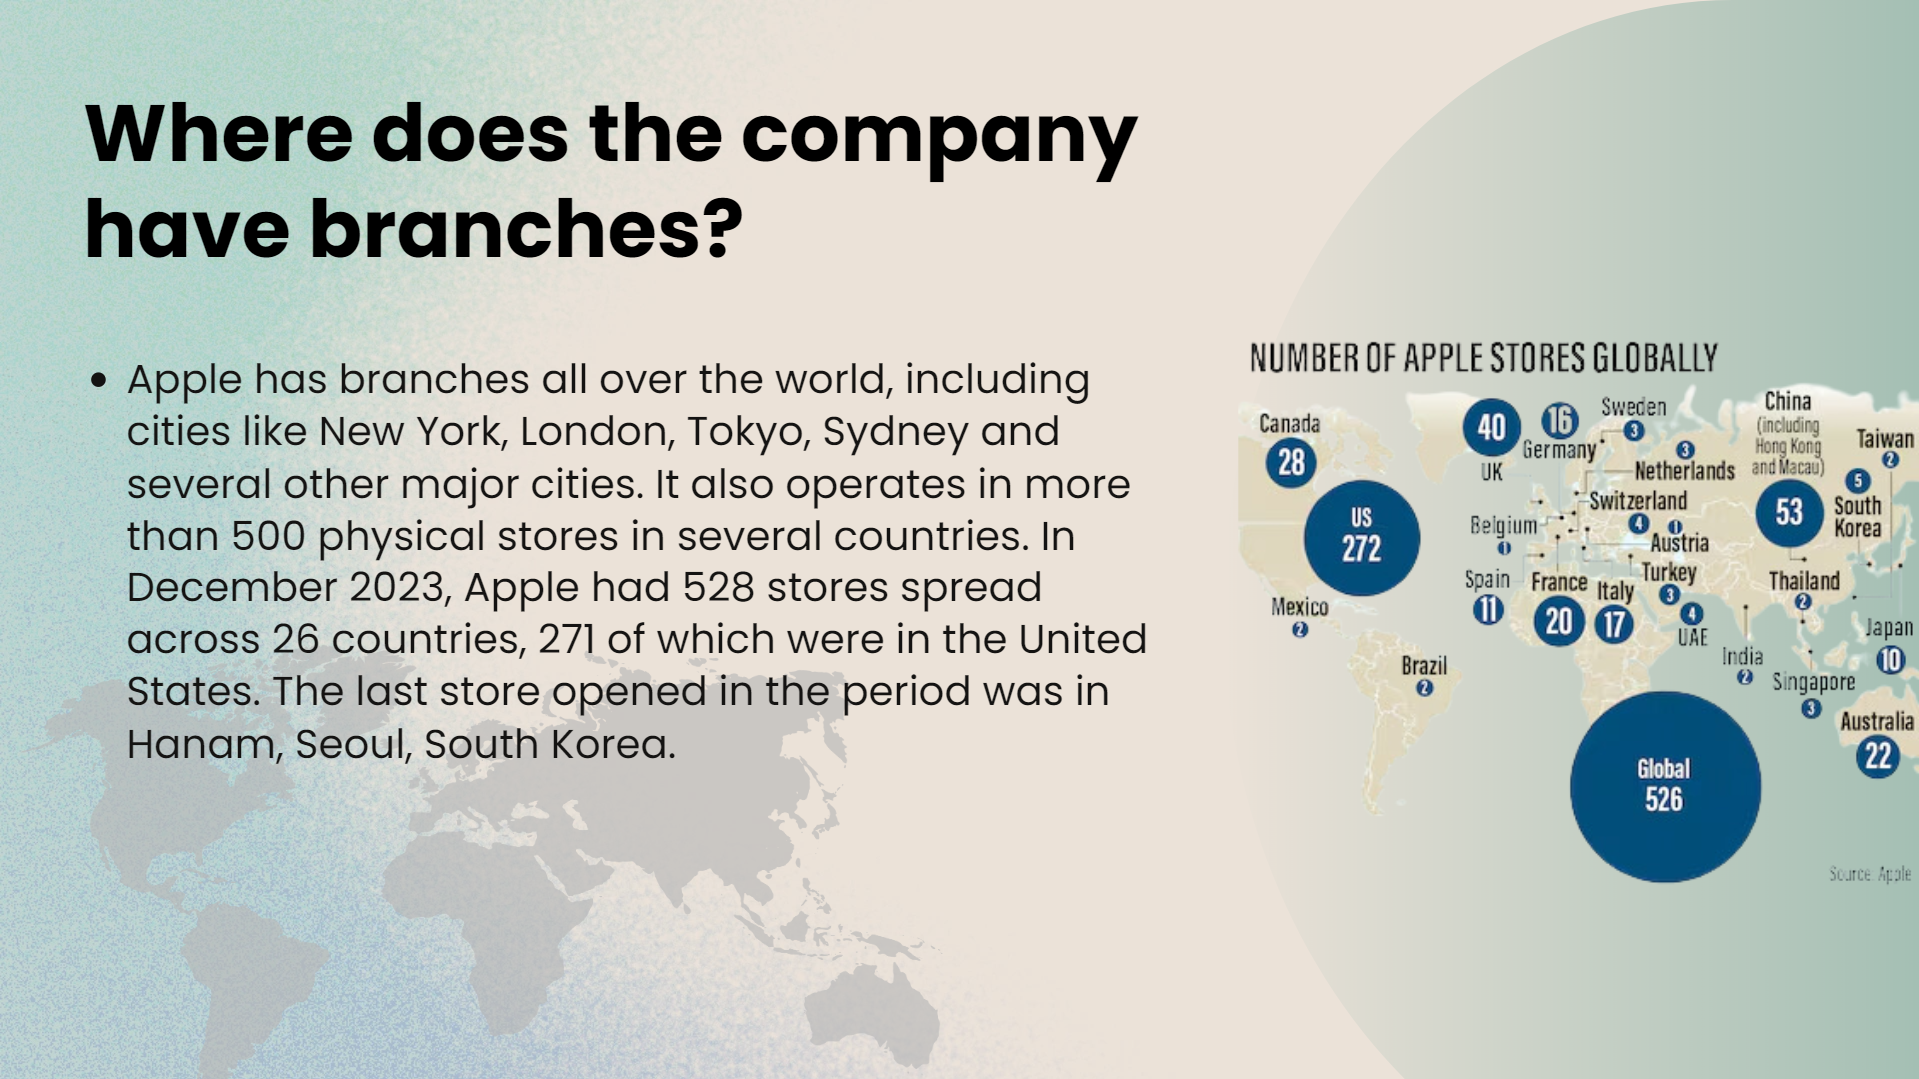 Where does the company
have branches?
Apple has branches all over the world, including
cities like New York, London, Tokyo, Sydney and
several other major cities. It also operates in more
than 500 physical stores in several countries. In
December 2023, Apple had 528 stores spread
across 26 countries, 271 of which were in the United
States. The last store opened in the period was in
Hanam, Seoul, South Korea.
NUMBER OF APPLE STORES GLOBALLY
Canada
28
US
272
Mexico
2
Brazil
2
40
UK
16
Germany
Sweden
3
3
Netherlands
Switzerland
4
Belgium
1
1
Austria
Spain
11
France
20
Italy
17
Turkey
3
4
UAE
China
(including
Hong Kong
and Macau)
53
Taiwan
2
5
South
Korea
Thailand
2
India
2
Singapore
3
Japan
10
Australia
22
Global
526
Source: Apple